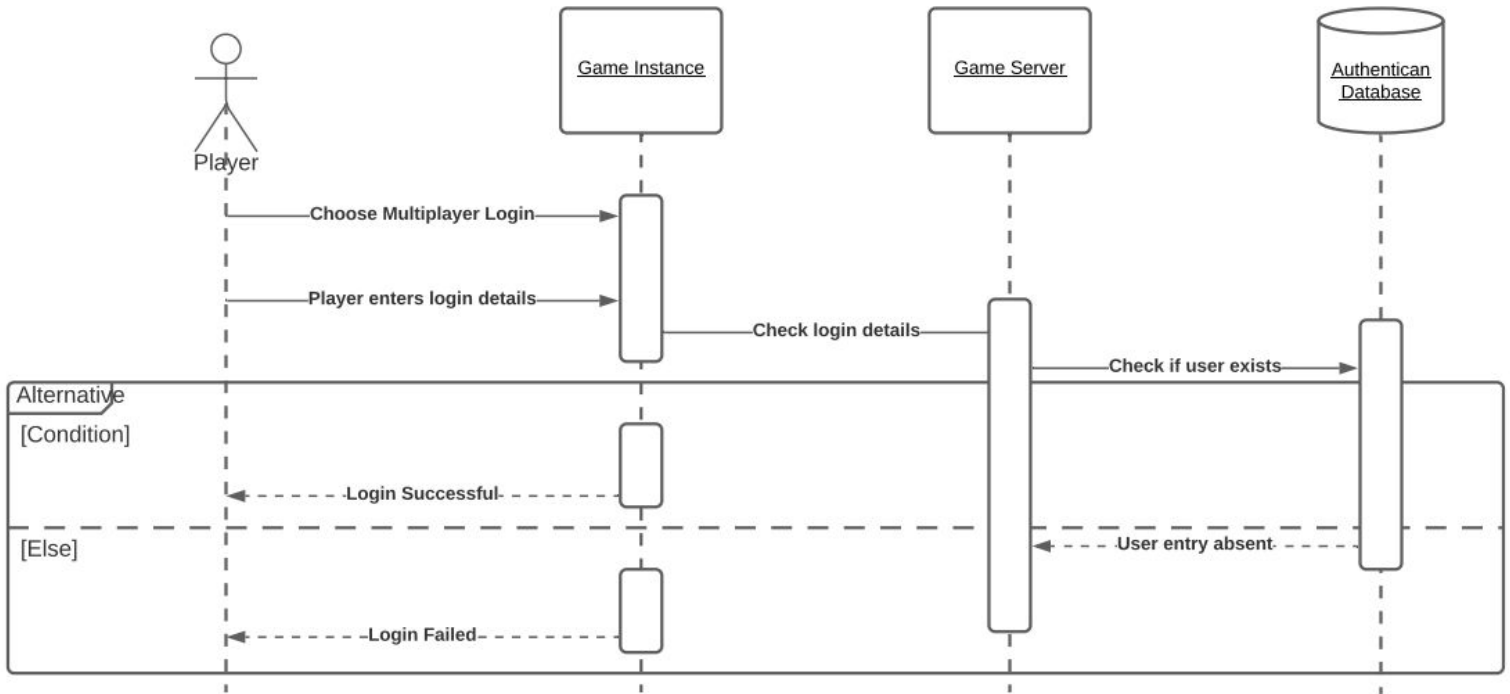 Game Instance
Game Server
Authentican
Database
Player
Choose Multiplayer Login
Player enters login details
Check login details
Check if user exists
Alternative
[Condition]
Login Successful
[Else]
User entry absent
Login Failed